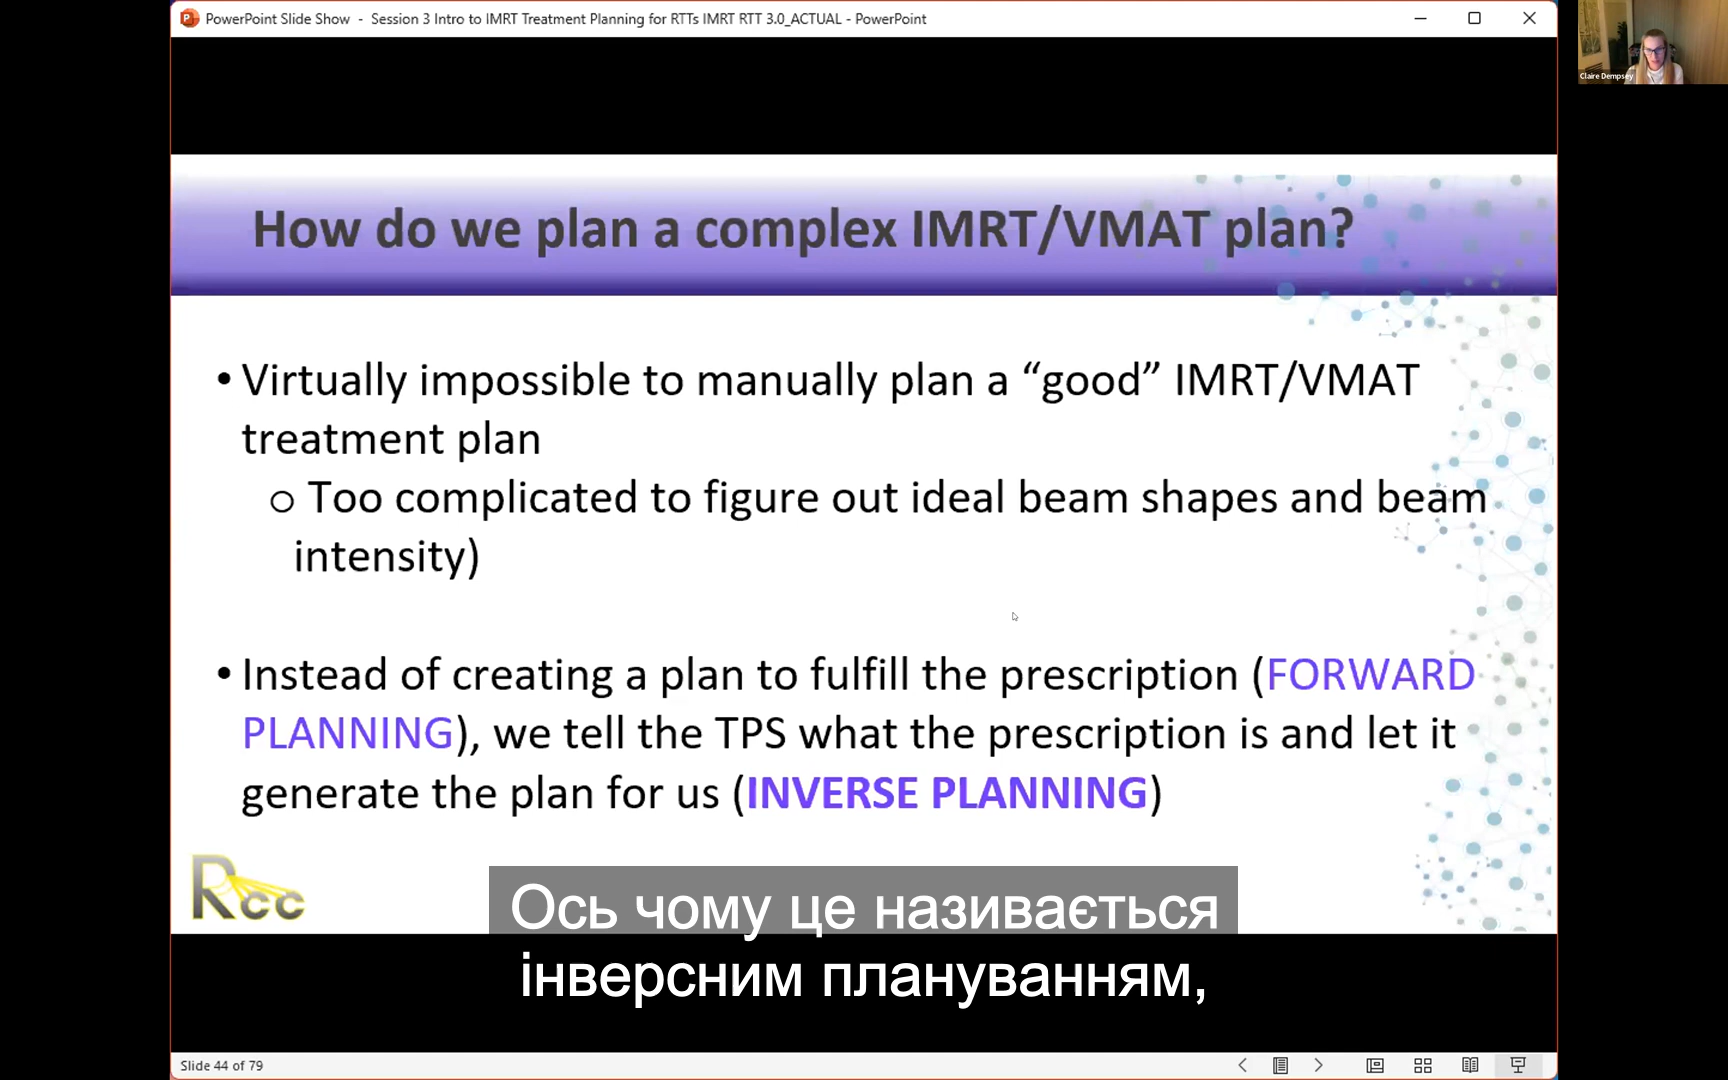 PowerPoint Slide Show - Session 3 Intro to IMRT Treatment Planning for RTTs IMRT RTT 3.0_ACTUAL - PowerPoint
Claire Dempsey
How do we plan a complex IMRT/VMAT plan?
• Virtually impossible to manually plan a “good” IMRT/VMAT
treatment plan
o Too complicated to figure out ideal beam shapes and beam
intensity)
• Instead of creating a plan to fulfill the prescription (FORWARD
PLANNING), we tell the TPS what the prescription is and let it
generate the plan for us (INVERSE PLANNING)
Rcc
Ось чому це називається
інверсним плануванням,
Slide 44 of 79